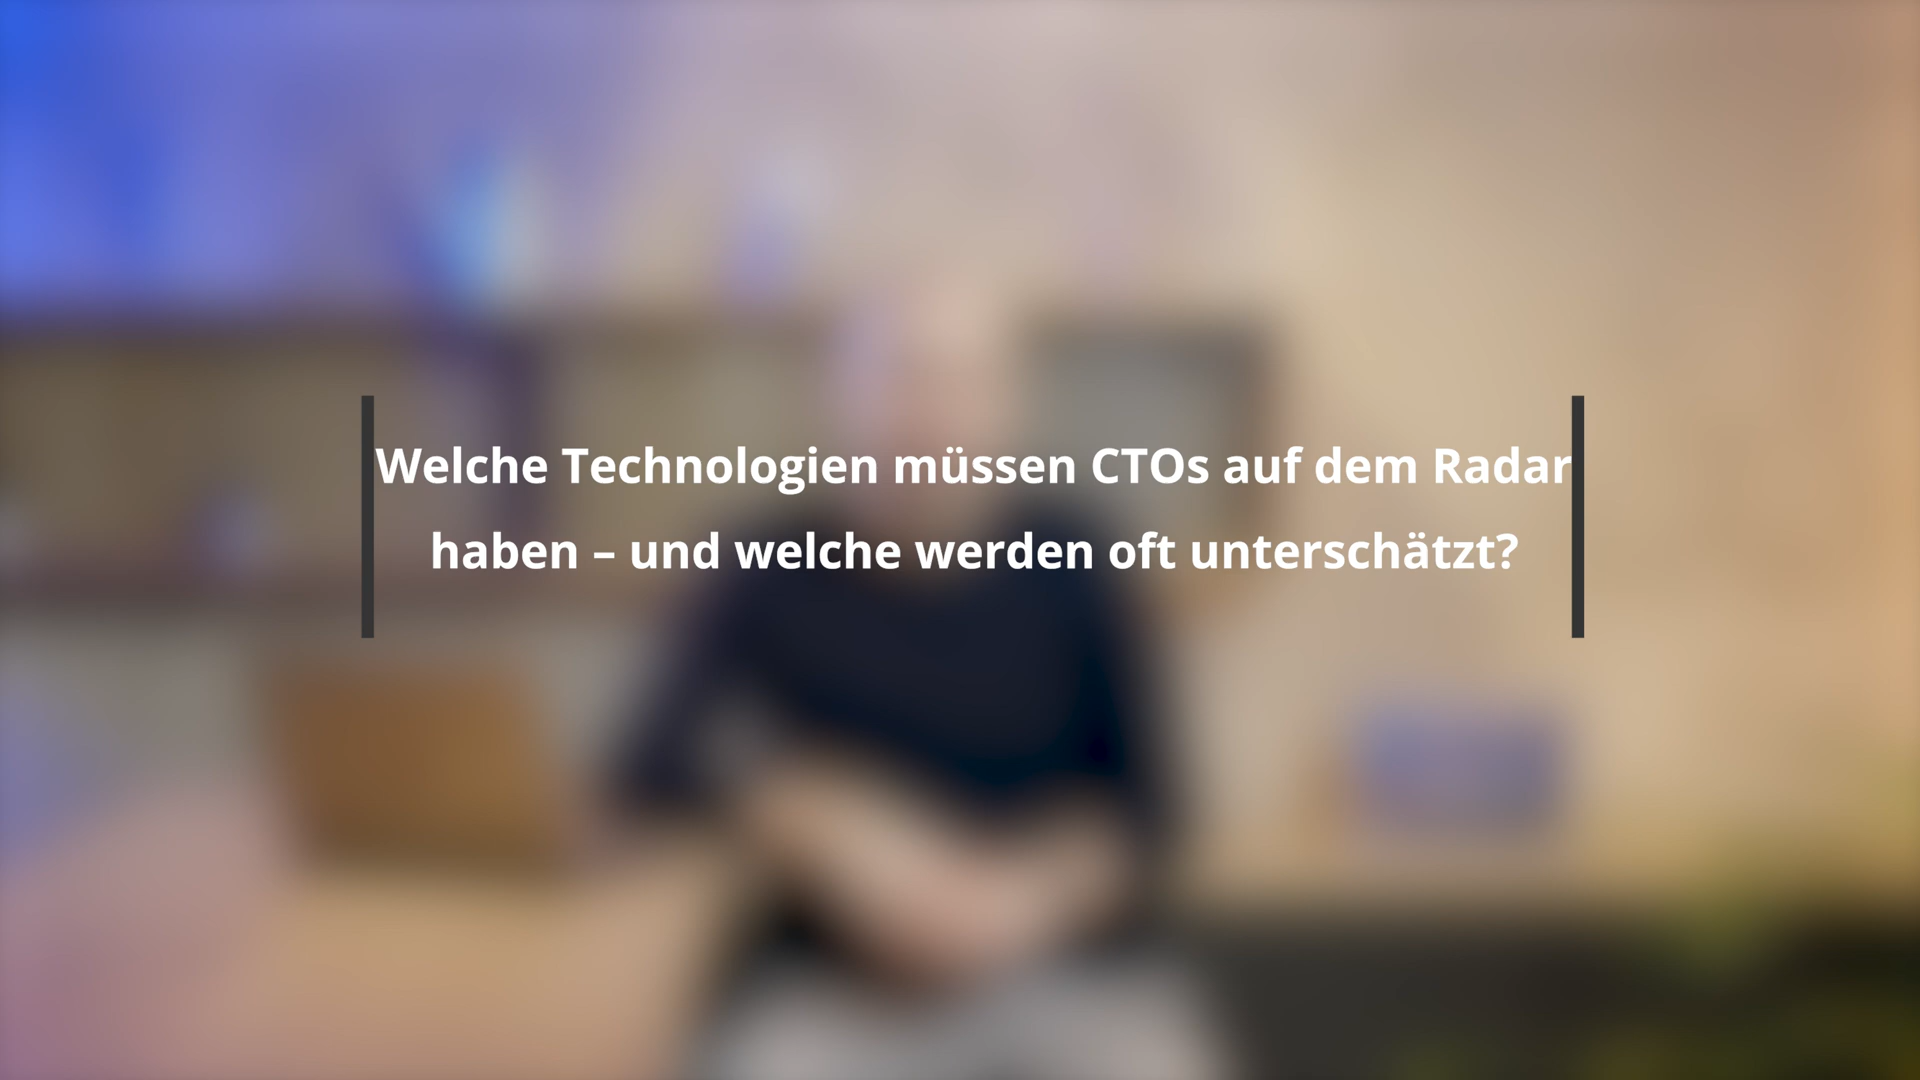 Welche Technologien müssen CTOs auf dem Radar
haben – und welche werden oft unterschätzt?